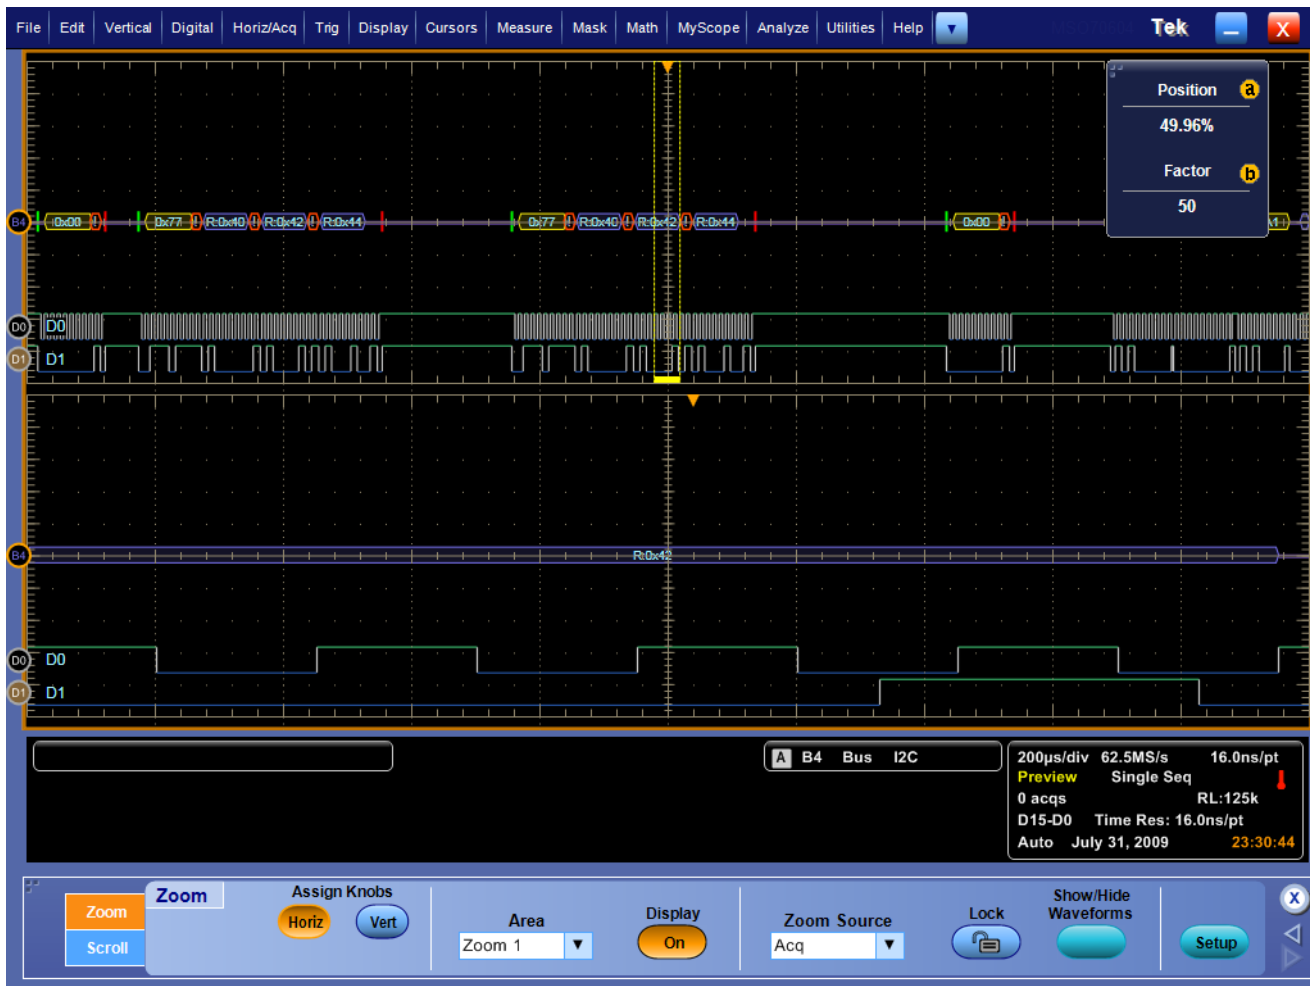 File Edit Vertical Digital Horiz/Acq Trig Display Cursors Measure Mask Math MyScope Analyze Utilities Help Tek X
Position a
49.96%
Factor b
50
B4 0x00 ! 0x77 ! R:0x40 ! R:0x42 ! R:0x44 0x77 ! R:0x40 ! R:0x42 ! R:0x44 0x00 !
D0 D0
D1 D1
B4 R:0x42
D0 D0
D1 D1
A B4 Bus I2C
200µs/div 62.5MS/s 16.0ns/pt
Preview Single Seq
0 acqs RL:125k
D15-D0 Time Res: 16.0ns/pt
Auto July 31, 2009 23:30:44
Zoom
Scroll
Zoom
Assign Knobs
Horiz Vert
Area
Zoom 1
Display
On
Zoom Source
Acq
Lock
Show/Hide
Waveforms
Setup
X